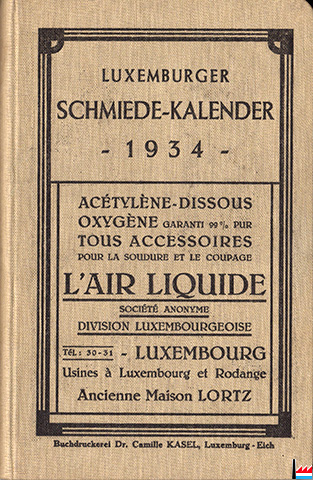 LUXEMBURGER
SCHMIEDE-KALENDER
- 1934 -
ACÉTYLÈNE-DISSOUS
OXYGÈNE GARANTI 99 % PUR
TOUS ACCESSOIRES
POUR LA SOUDURE ET LE COUPAGE
L'AIR LIQUIDE
SOCIÉTÉ ANONYME
DIVISION LUXEMBOURGEOISE
TÉL.: 30-31 - LUXEMBOURG
Usines à Luxembourg et Rodange
Ancienne Maison LORTZ
Buchdruckerei Dr. Camille KASEL, Luxemburg - Eich